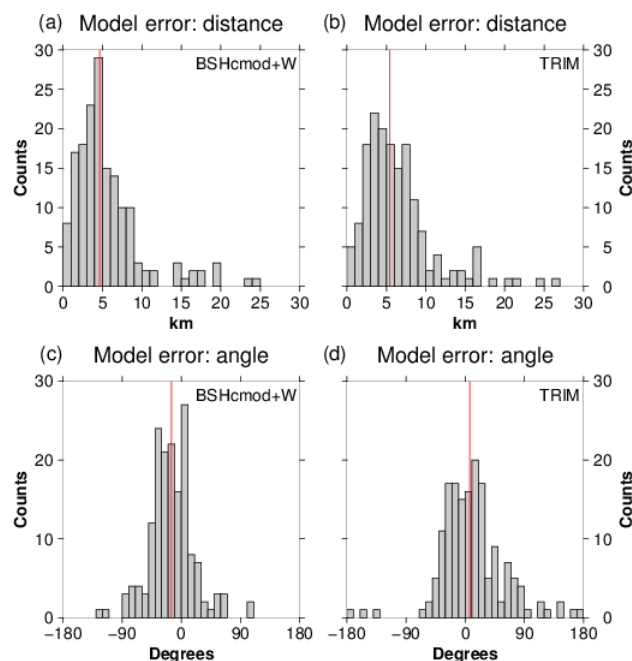 (a) Model error: distance
(b) Model error: distance
30
25
20
15
10
5
0
Counts
BSHcmod+W
0 5 10 15 20 25 30
km
TRIM
30
25
20
15
10
5
0
Counts
0 5 10 15 20 25 30
km
(c) Model error: angle
(d) Model error: angle
30
20
10
0
Counts
BSHcmod+W
−180 −90 0 90 180
Degrees
TRIM
30
20
10
0
Counts
−180 −90 0 90 180
Degrees